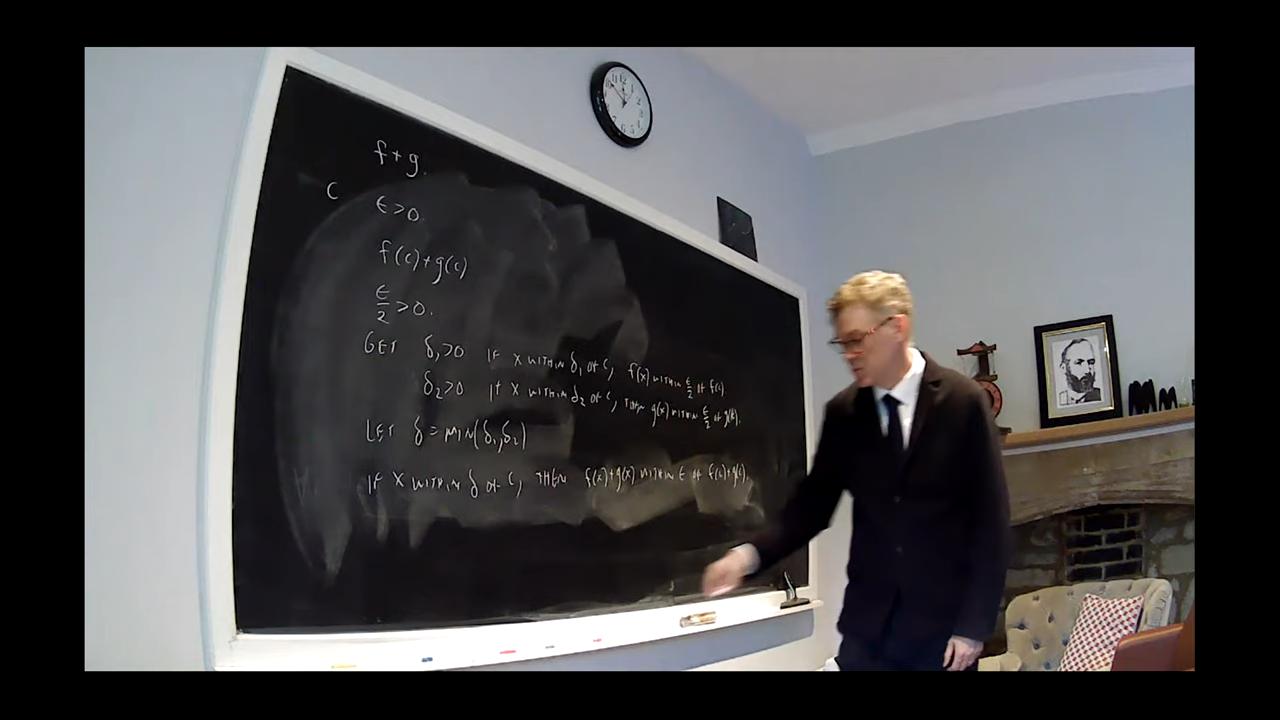 f+g.
C
ϵ>0.
f(c)+g(c)
ϵ/2 >0.
GET δ₁>0 IF X WITHIN δ₁ OF C, f(x) WITHIN ϵ/2 OF f(c).
δ₂>0 IF X WITHIN δ₂ OF C, THEN g(x) WITHIN ϵ/2 OF g(c).
LET δ = MIN(δ₁,δ₂)
IF X WITHIN δ OF C, THEN f(x)+g(x) WITHIN ϵ OF f(c)+g(c).